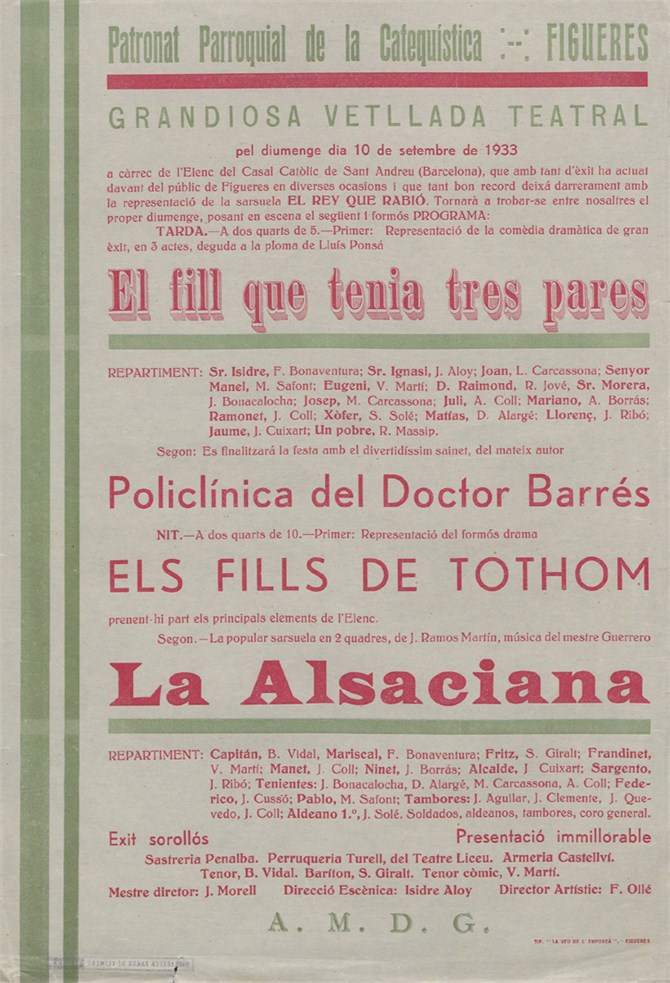 Patronat Parroquial de la Catequística :-: FIGUERES
GRANDIOSA VETLLADA TEATRAL
pel diumenge dia 10 de setembre de 1933
a càrrec de l'Elenc del Casal Catòlic de Sant Andreu (Barcelona), que amb tant d'èxit ha actuat
davant del públic de Figueres en diverses ocasions i que tant bon record deixá darrerament amb
la representació de la sarsuela EL REY QUE RABIÓ. Tornarà a trobar-se entre nosaltres el
proper diumenge, posant en escena el següent i formós PROGRAMA:
TARDA.—A dos quarts de 5.—Primer: Representació de la comèdia dramàtica de gran
èxit, en 3 actes, deguda a la ploma de Lluís Ponsá
El fill que tenia tres pares
REPARTIMENT: Sr. Isidre, F. Bonaventura; Sr. Ignasi, J. Aloy; Joan, L. Carcassona; Senyor
Manel, M. Safont; Eugeni, V. Martí; D. Raimond, R. Jové, Sr. Morera,
J. Bonacalocha; Josep, M. Carcassona; Juli, A. Coll; Mariano, A. Borrás;
Ramonet, J. Coll; Xòfer, S. Solé; Matías, D. Alargé; Llorenç, J. Ribó;
Jaume, J. Cuixart; Un pobre, R. Massip.
Segon: Es finalitzará la festa amb el divertidíssim sainet, del mateix autor
Policlínica del Doctor Barrés
NIT.—A dos quarts de 10.—Primer: Representació del formós drama
ELS FILLS DE TOTHOM
prenent-hi part els principals elements de l'Elenc.
Segon.—La popular sarsuela en 2 quadres, de J. Ramos Martín, música del mestre Guerrero
La Alsaciana
REPARTIMENT: Capitán, B. Vidal, Mariscal, F. Bonaventura; Fritz, S. Giralt; Frandinet,
V. Martí; Manet, J. Coll; Ninet, J. Borràs; Alcalde, J Cuixart; Sargento,
J. Ribó; Tenientes: J. Bonacalocha, D. Alargé, M. Carcassona, A. Coll; Fede-
rico, J. Cussó; Pablo, M. Safont; Tambores: J. Aguilar, J. Clemente, J. Que-
vedo, J. Coll; Aldeano 1.º, J. Solé. Soldados, aldeanos, tambores, coro general.
Exit sorollós Presentació immillorable
Sastreria Penalba. Perruqueria Turell, del Teatre Liceu. Armeria Castellví.
Tenor, B. Vidal. Baríton, S. Giralt. Tenor còmic, V. Martí.
Mestre dirctor: J. Morell Direcció Escènica: Isidre Aloy Director Artístic: F. Ollé
A. M. D. G.
TIP. "LA VEU DE L'EMPORDÀ". - FIGUERES